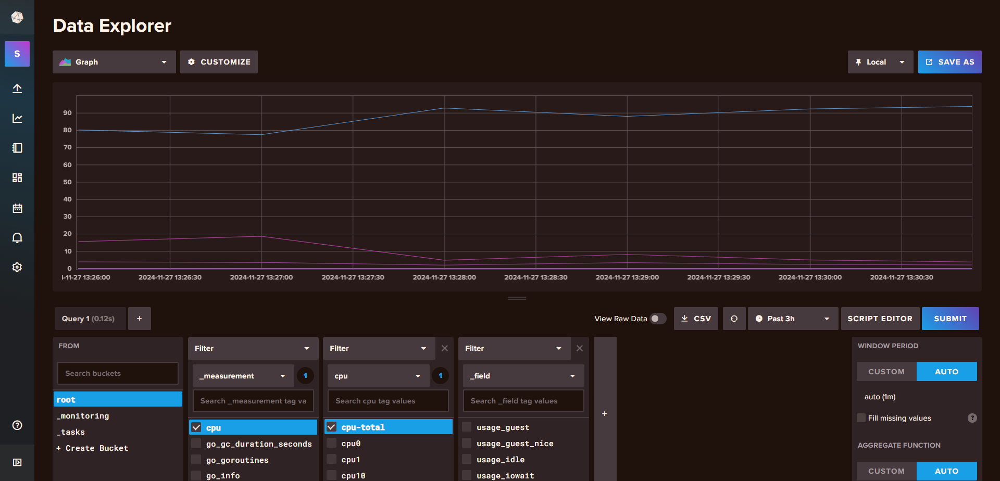 Data Explorer
S
Graph
CUSTOMIZE
Local
SAVE AS
90
80
70
60
50
40
30
20
10
0
-11-27 13:26:00
2024-11-27 13:26:30
2024-11-27 13:27:00
2024-11-27 13:27:30
2024-11-27 13:28:00
2024-11-27 13:28:30
2024-11-27 13:29:00
2024-11-27 13:29:30
2024-11-27 13:30:00
2024-11-27 13:30:30
Query 1 (0.12s)
+
View Raw Data
CSV
Past 3h
SCRIPT EDITOR
SUBMIT
FROM
Search buckets
root
_monitoring
_tasks
+ Create Bucket
Filter
_measurement
1
Search _measurement tag va
cpu
go_gc_duration_seconds
go_goroutines
go_info
Filter
cpu
1
Search cpu tag values
cpu-total
cpu0
cpu1
cpu10
Filter
_field
Search _field tag values
usage_guest
usage_guest_nice
usage_idle
usage_iowait
+
WINDOW PERIOD
CUSTOM
AUTO
auto (1m)
Fill missing values
?
AGGREGATE FUNCTION
CUSTOM
AUTO